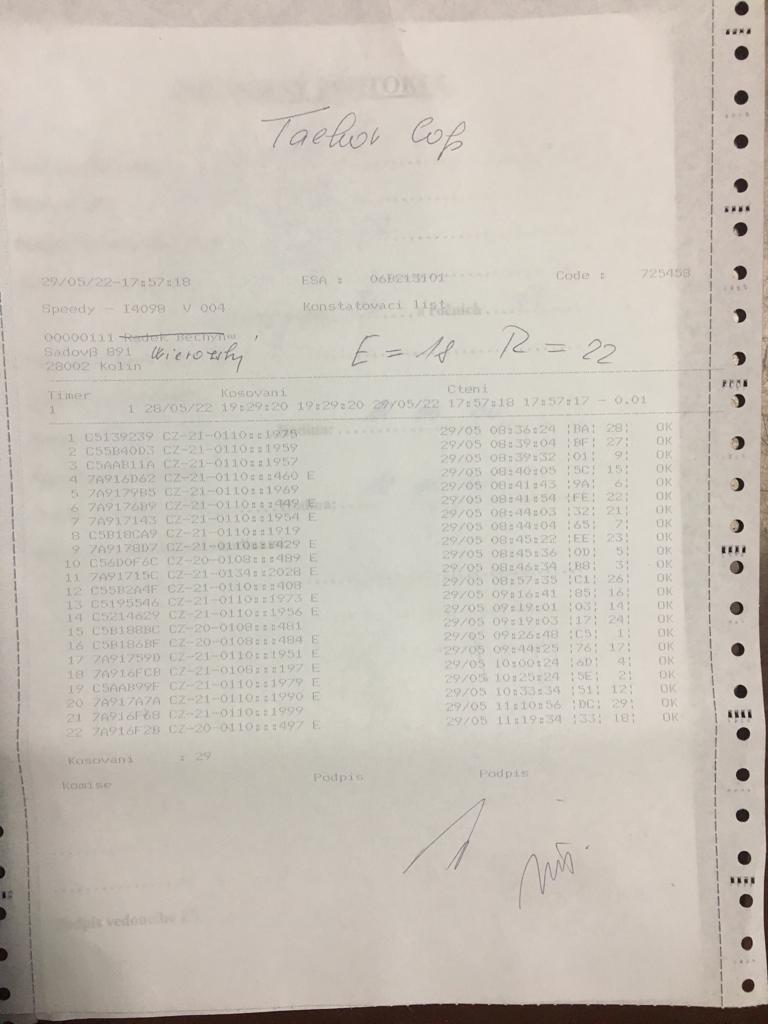 Tachov Cop
29/05/22-17:57:18 ESA : 06B213101 Code : 725458
Speedy - I4098 V 004 Konstatovaci list
00000111 Radek Bechyn
Sadovß 891 E = 18 R = 22
28002 Kolin
Timer Kosovani Cteni
1 1 28/05/22 19:29:20 19:29:20 29/05/22 17:57:18 17:57:17 - 0.01
1 C5139239 CZ-21-0110:::1975 29/05 08:36:24 ¦BA¦ 28¦ OK
2 C55B40D3 CZ-21-0110:::1959 29/05 08:39:04 ¦BF¦ 27¦ OK
3 C5AAB11A CZ-21-0110:::1957 29/05 08:39:32 ¦01¦ 9¦ OK
4 7A916D62 CZ-21-0110:::460 E 29/05 08:40:05 ¦5C¦ 15¦ OK
5 7A9179B5 CZ-21-0110:::1969 29/05 08:41:43 ¦9A¦ 6¦ OK
6 7A9176B9 CZ-21-0110:::449 E 29/05 08:41:54 ¦FE¦ 22¦ OK
7 7A917143 CZ-21-0110:::1954 E 29/05 08:44:03 ¦32¦ 21¦ OK
8 C5B18CA9 CZ-21-0110:::1919 29/05 08:44:04 ¦65¦ 7¦ OK
9 7A9178D7 CZ-21-0110:::429 E 29/05 08:45:22 ¦EE¦ 23¦ OK
10 C56D0F6C CZ-20-0108:::489 E 29/05 08:45:36 ¦0D¦ 5¦ OK
11 7A91715C CZ-21-0134::2028 E 29/05 08:46:34 ¦B8¦ 3¦ OK
12 C55B2A4F CZ-21-0110:::408 29/05 08:57:35 ¦C1¦ 26¦ OK
13 C5195546 CZ-21-0110:::1973 E 29/05 09:16:41 ¦85¦ 16¦ OK
14 C5214629 CZ-21-0110:::1956 E 29/05 09:19:01 ¦03¦ 14¦ OK
15 C5B188BC CZ-20-0108:::481 29/05 09:19:03 ¦17¦ 24¦ OK
16 C5B186BF CZ-20-0108:::484 E 29/05 09:26:48 ¦C5¦ 1¦ OK
17 7A91759D CZ-21-0110:::1951 E 29/05 09:44:25 ¦76¦ 17¦ OK
18 7A916FCB CZ-21-0108:::197 E 29/05 10:00:24 ¦6D¦ 4¦ OK
19 C5AAB99F CZ-21-0110:::1979 E 29/05 10:25:24 ¦5E¦ 2¦ OK
20 7A917A7A CZ-21-0110:::1990 E 29/05 10:33:34 ¦51¦ 12¦ OK
21 7A916F68 CZ-21-0110:::1999 29/05 11:10:56 ¦DC¦ 29¦ OK
22 7A916F2B CZ-20-0110:::497 E 29/05 11:19:34 ¦33¦ 18¦ OK
Kosovani : 29
Komise Podpis Podpis